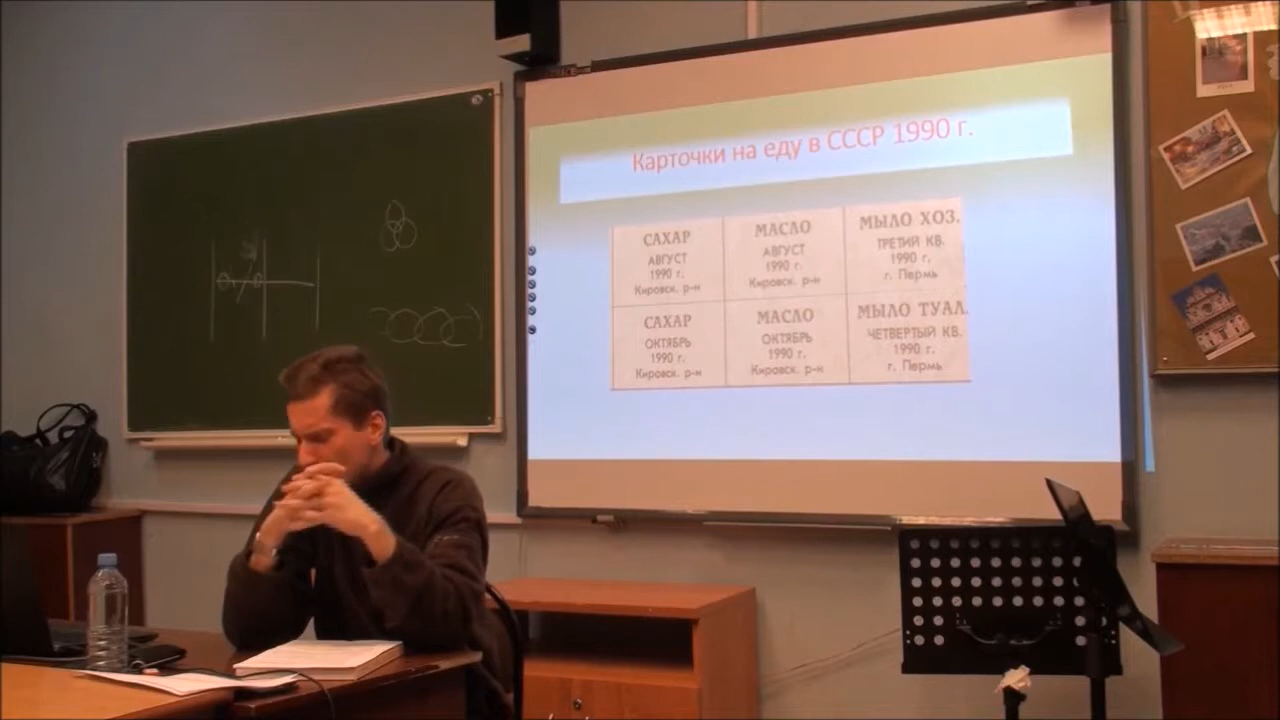 Карточки на еду в СССР 1990 г.
САХАР
АВГУСТ
1990 г.
Кировск. р-н
МАСЛО
АВГУСТ
1990 г.
Кировск. р-н
МЫЛО ХОЗ.
ТРЕТИЙ КВ.
1990 г.
г. Пермь
САХАР
ОКТЯБРЬ
1990 г.
Кировск. р-н
МАСЛО
ОКТЯБРЬ
1990 г.
Кировск. р-н
МЫЛО ТУАЛ.
ЧЕТВЕРТЫЙ КВ.
1990 г.
г. Пермь